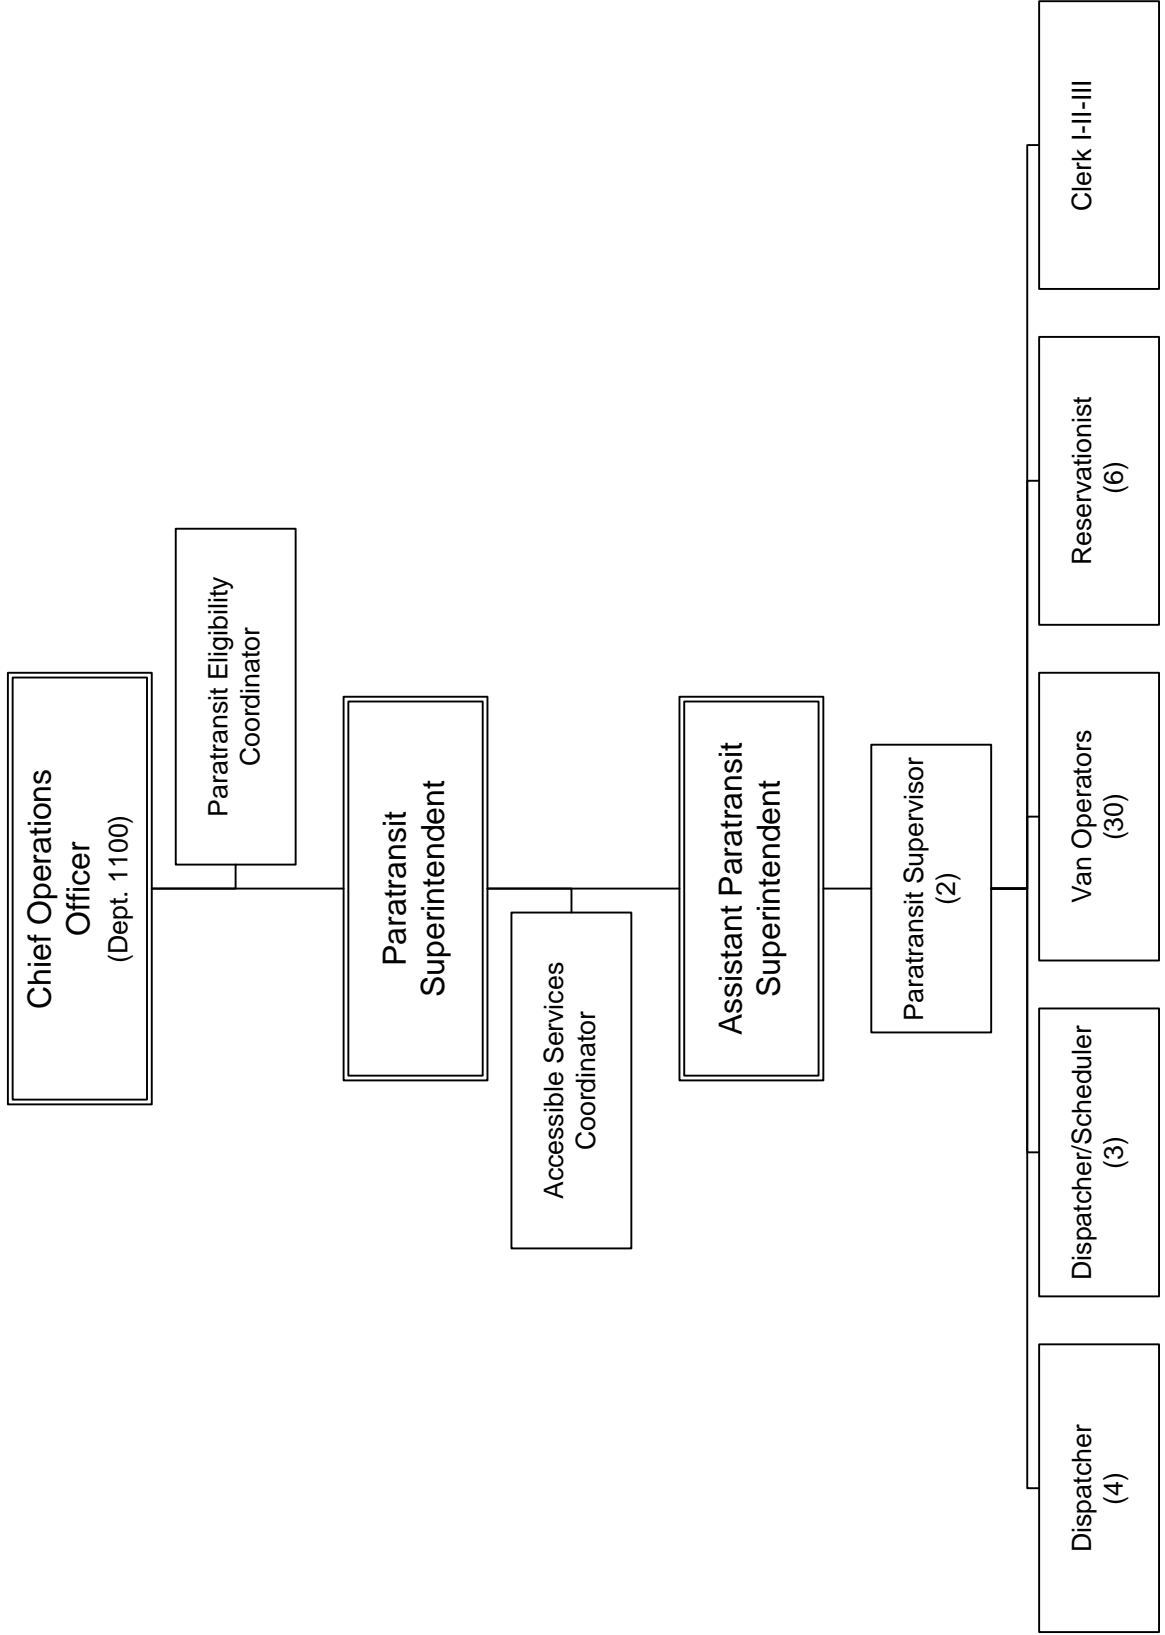 Chief Operations
Officer
(Dept. 1100)
Paratransit Eligibility
Coordinator
Paratransit
Superintendent
Accessible Services
Coordinator
Assistant Paratransit
Superintendent
Paratransit Supervisor
(2)
Dispatcher
(4)
Dispatcher/Scheduler
(3)
Van Operators
(30)
Reservationist
(6)
Clerk I-II-III